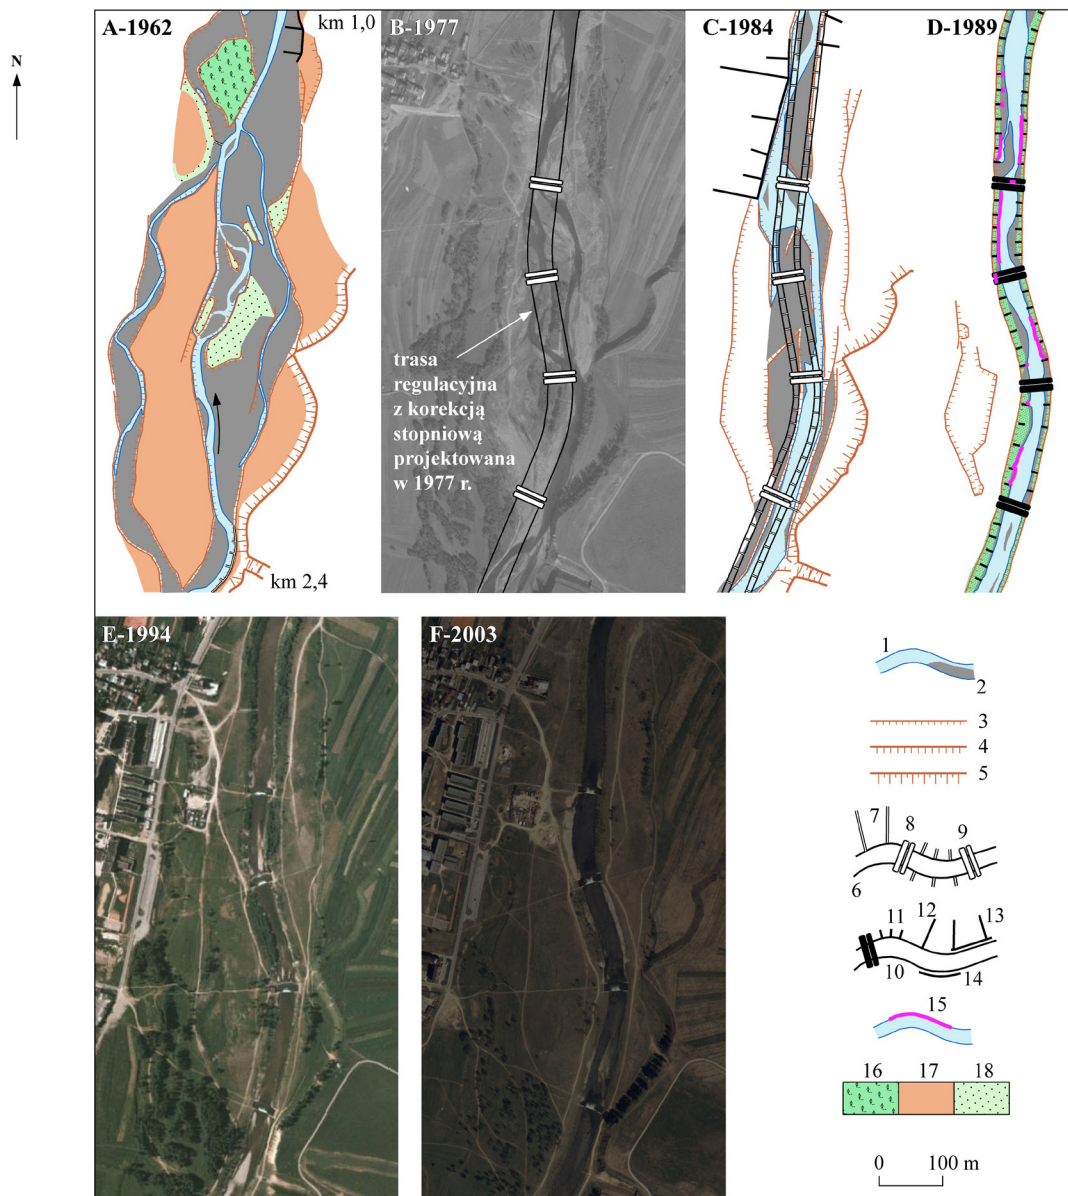 N
A-1962
km 1,0
km 2,4
B-1977
trasa
regulacyjna
z korekcją
stopniową
projektowana
w 1977 r.
C-1984
D-1989
E-1994
F-2003
1
2
3
4
5
7
8
9
6
11
12
13
10
14
15
16 17 18
0 100 m